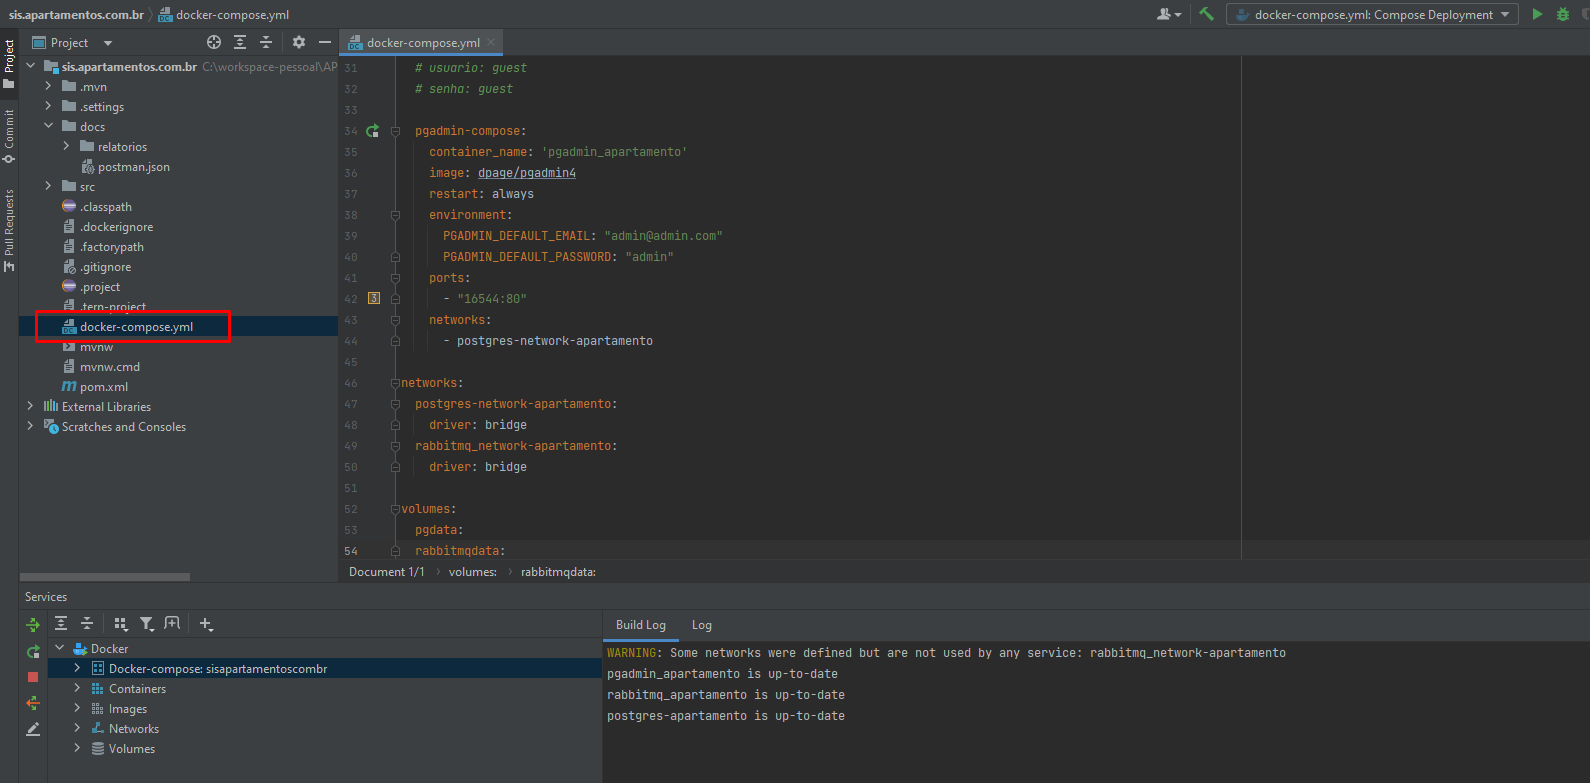 sis.apartamentos.com.br docker-compose.yml
docker-compose.yml: Compose Deployment
Project
Commit
Pull Requests
Project
sis.apartamentos.com.br C:\workspace-pessoal\AP
.mvn
.settings
docs
relatorios
postman.json
src
.classpath
.dockerignore
.factorypath
.gitignore
.project
.tern-project
docker-compose.yml
mvnw
mvnw.cmd
pom.xml
External Libraries
Scratches and Consoles
docker-compose.yml
31 # usuario: guest
32 # senha: guest
33
34 pgadmin-compose:
35 container_name: 'pgadmin_apartamento'
36 image: dpage/pgadmin4
37 restart: always
38 environment:
39 PGADMIN_DEFAULT_EMAIL: "admin@admin.com"
40 PGADMIN_DEFAULT_PASSWORD: "admin"
41 ports:
42 3 - "16544:80"
43 networks:
44 - postgres-network-apartamento
45
46 networks:
47 postgres-network-apartamento:
48 driver: bridge
49 rabbitmq_network-apartamento:
50 driver: bridge
51
52 volumes:
53 pgdata:
54 rabbitmqdata:
Document 1/1 › volumes: › rabbitmqdata:
Services
Docker
Docker-compose: sisapartamentoscombr
Containers
Images
Networks
Volumes
Build Log Log
WARNING: Some networks were defined but are not used by any service: rabbitmq_network-apartamento
pgadmin_apartamento is up-to-date
rabbitmq_apartamento is up-to-date
postgres-apartamento is up-to-date